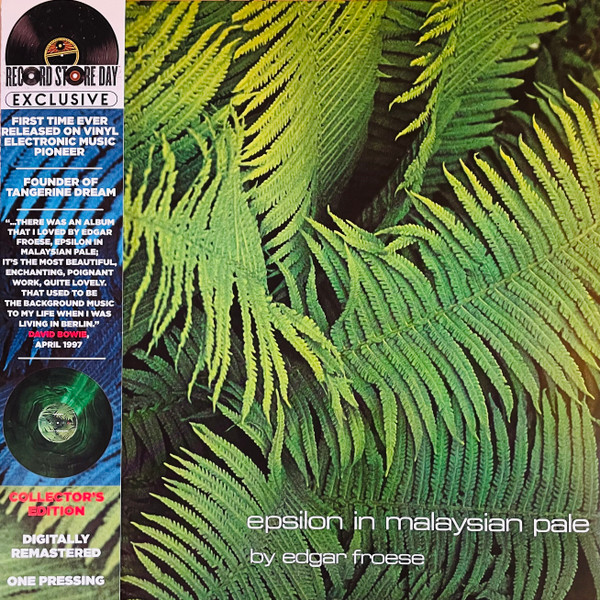 RECORD STORE DAY
EXCLUSIVE
FIRST TIME EVER
RELEASED ON VINYL
ELECTRONIC MUSIC
PIONEER
FOUNDER OF
TANGERINE DREAM
“...THERE WAS AN ALBUM
THAT I LOVED BY EDGAR
FROESE, EPSILON IN
MALAYSIAN PALE;
IT’S THE MOST BEAUTIFUL,
ENCHANTING, POIGNANT
WORK, QUITE LOVELY.
THAT USED TO BE
THE BACKGROUND MUSIC
TO MY LIFE WHEN I WAS
LIVING IN BERLIN.”
DAVID BOWIE,
APRIL 1997
COLLECTOR’S
EDITION
DIGITALLY
REMASTERED
ONE PRESSING
epsilon in malaysian pale
by edgar froese